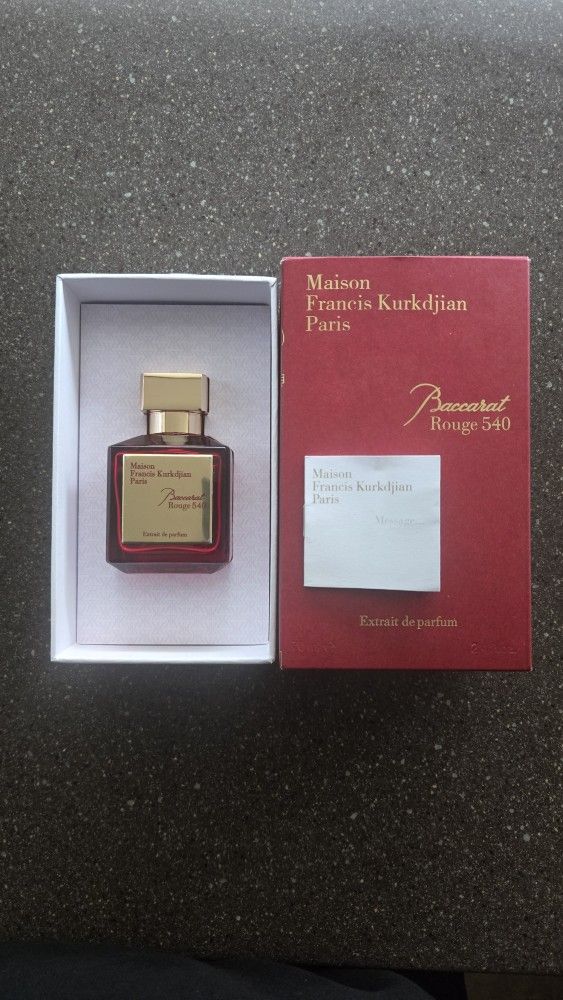 Maison
Francis Kurkdjian
Paris
Baccarat
Rouge 540
Extrait de parfum
Maison
Francis Kurkdjian
Paris
Baccarat
Rouge 540
Maison
Francis Kurkdjian
Paris
Message
Extrait de parfum